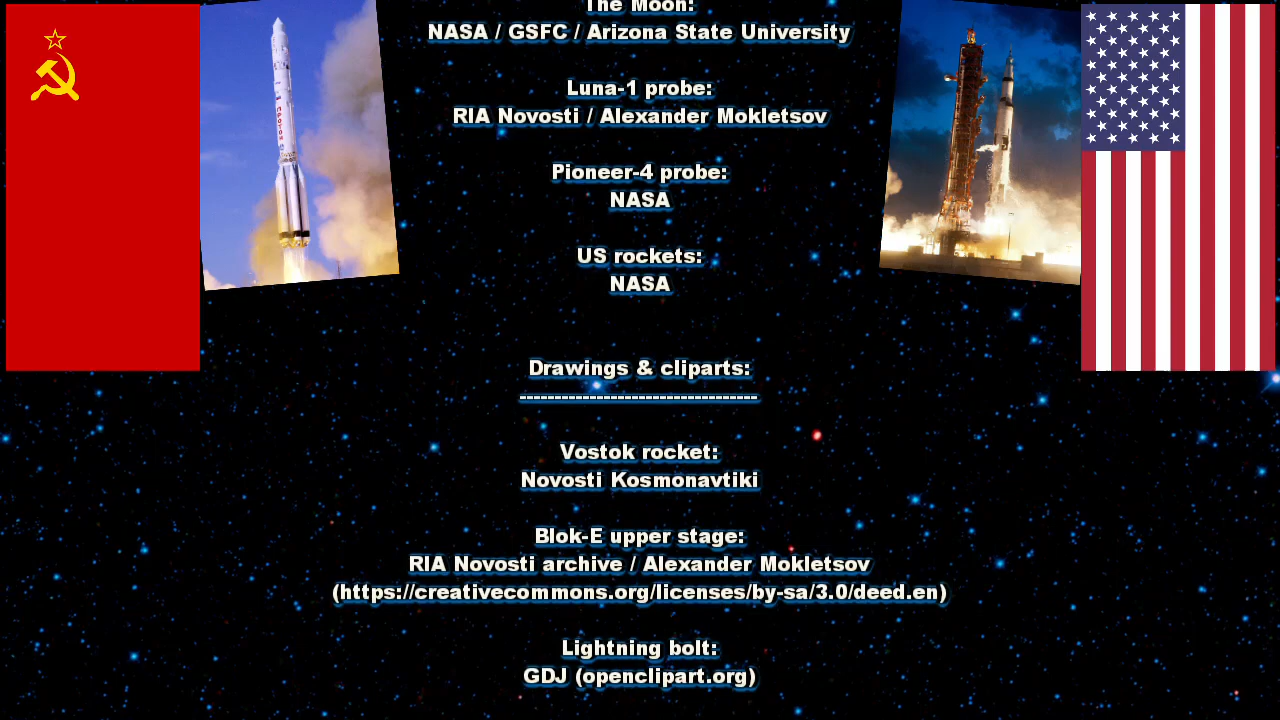 The Moon:
NASA / GSFC / Arizona State University
Luna-1 probe:
RIA Novosti / Alexander Mokletsov
Pioneer-4 probe:
NASA
US rockets:
NASA
Drawings & cliparts:
----------------------------------
Vostok rocket:
Novosti Kosmonavtiki
Blok-E upper stage:
RIA Novosti archive / Alexander Mokletsov
(https://creativecommons.org/licenses/by-sa/3.0/deed.en)
Lightning bolt:
GDJ (openclipart.org)